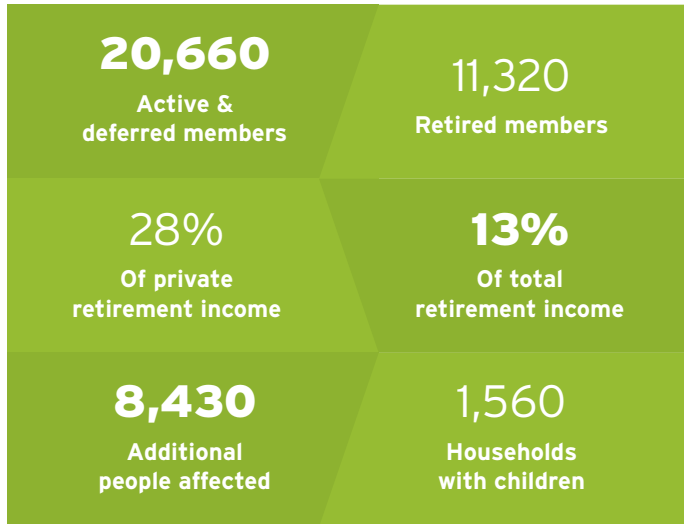 20,660
Active &
deferred members
11,320
Retired members
28%
Of private
retirement income
13%
Of total
retirement income
8,430
Additional
people affected
1,560
Households
with children